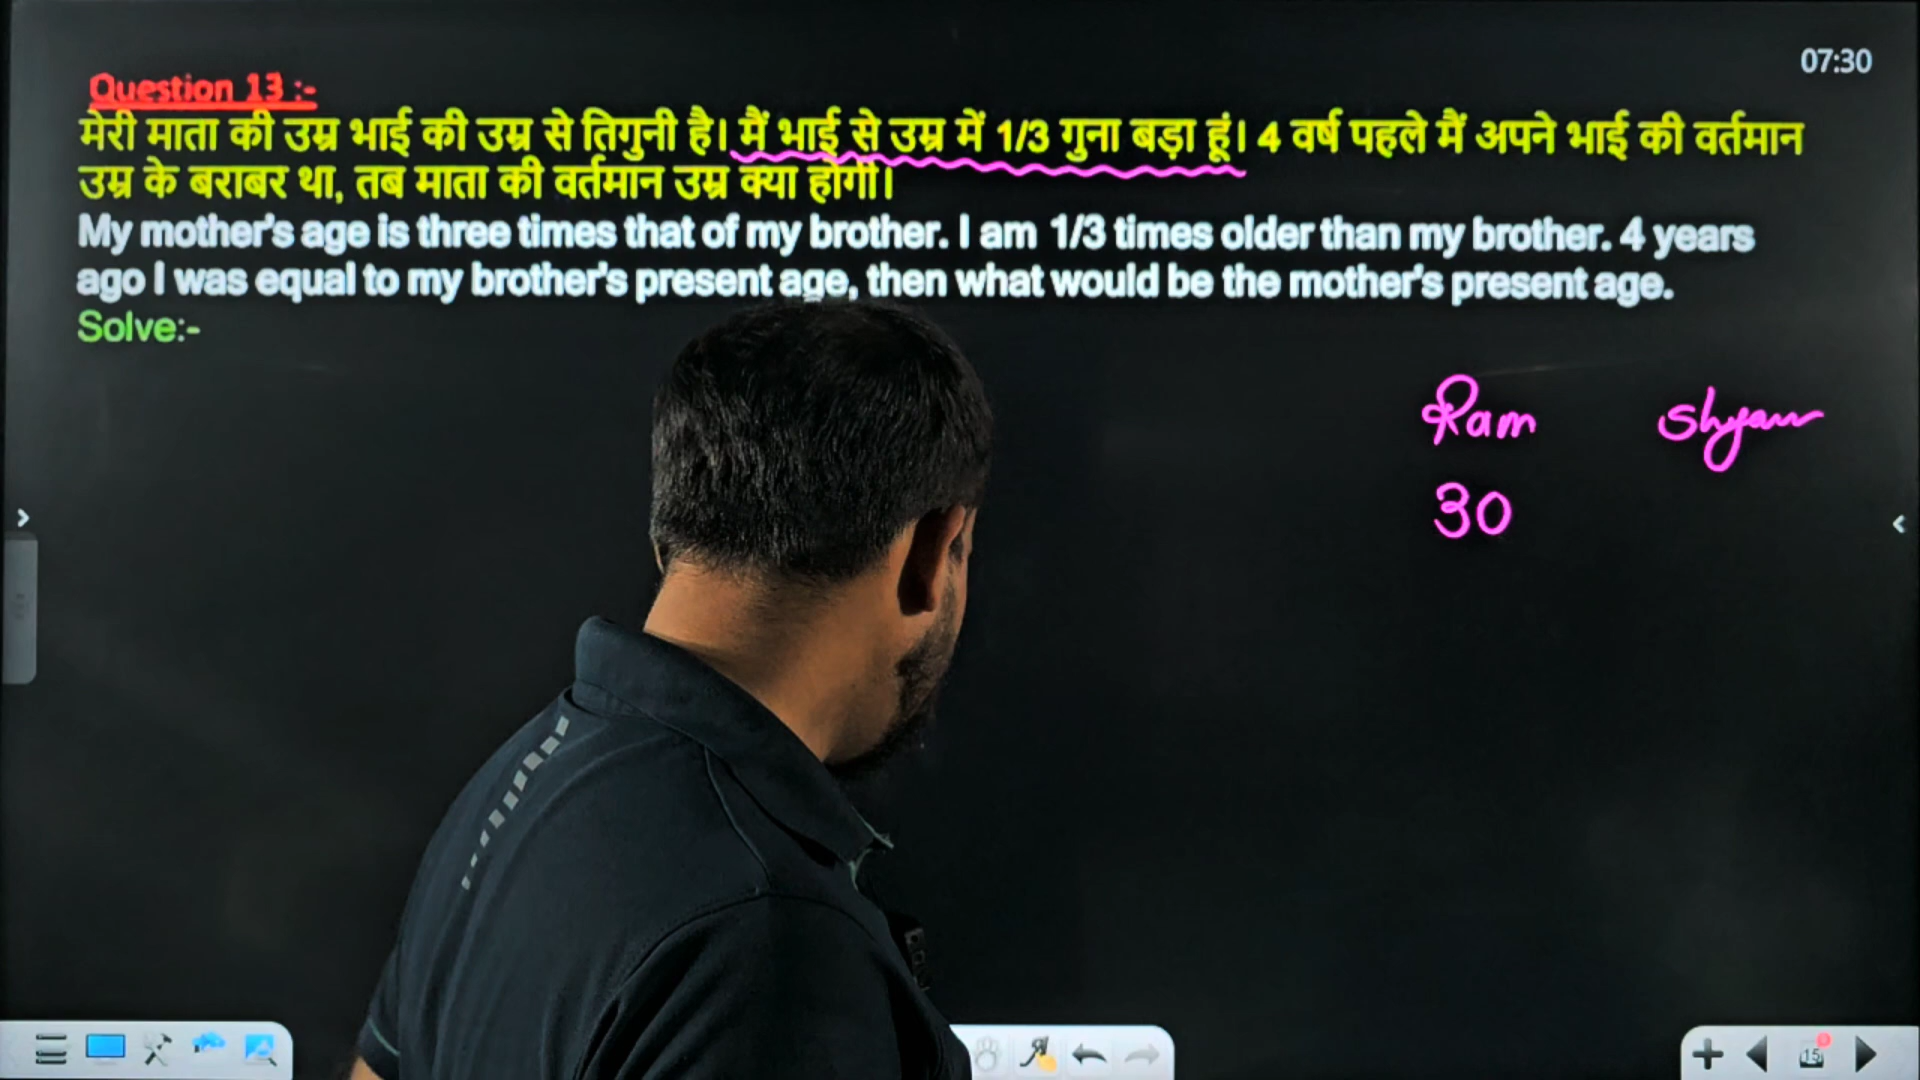 07:30
Question 13 :-
मेरी माता की उम्र भाई की उम्र से तिगुनी है। मैं भाई से उम्र में 1/3 गुना बड़ा हूं। 4 वर्ष पहले मैं अपने भाई की वर्तमान
उम्र के बराबर था, तब माता की वर्तमान उम्र क्या होगी।
My mother's age is three times that of my brother. I am 1/3 times older than my brother. 4 years
ago I was equal to my brother's present age, then what would be the mother's present age.
Solve:-
Ram Shyam
30
15